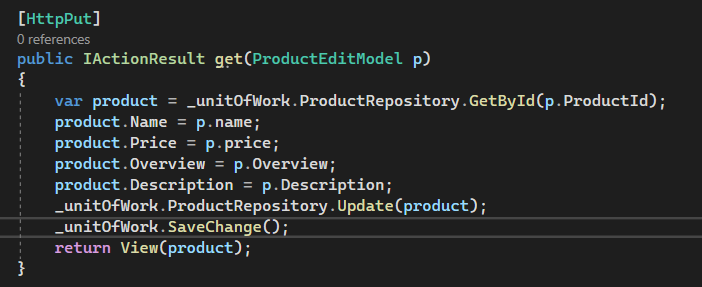 [HttpPut]
0 references
public IActionResult get(ProductEditModel p)
{
var product = _unitOfWork.ProductRepository.GetById(p.ProductId);
product.Name = p.name;
product.Price = p.price;
product.Overview = p.Overview;
product.Description = p.Description;
_unitOfWork.ProductRepository.Update(product);
_unitOfWork.SaveChange();
return View(product);
}